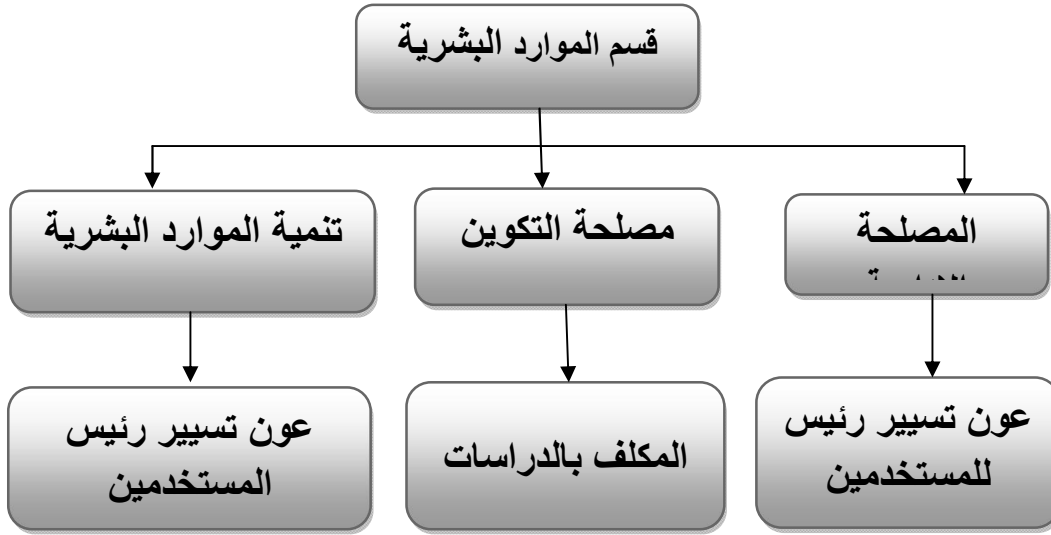 قسم الموارد البشرية
المصلحة
مصلحة التكوين
تنمية الموارد البشرية
عون تسيير رئيس
للمستخدمين
المكلف بالدراسات
عون تسيير رئيس
المستخدمين